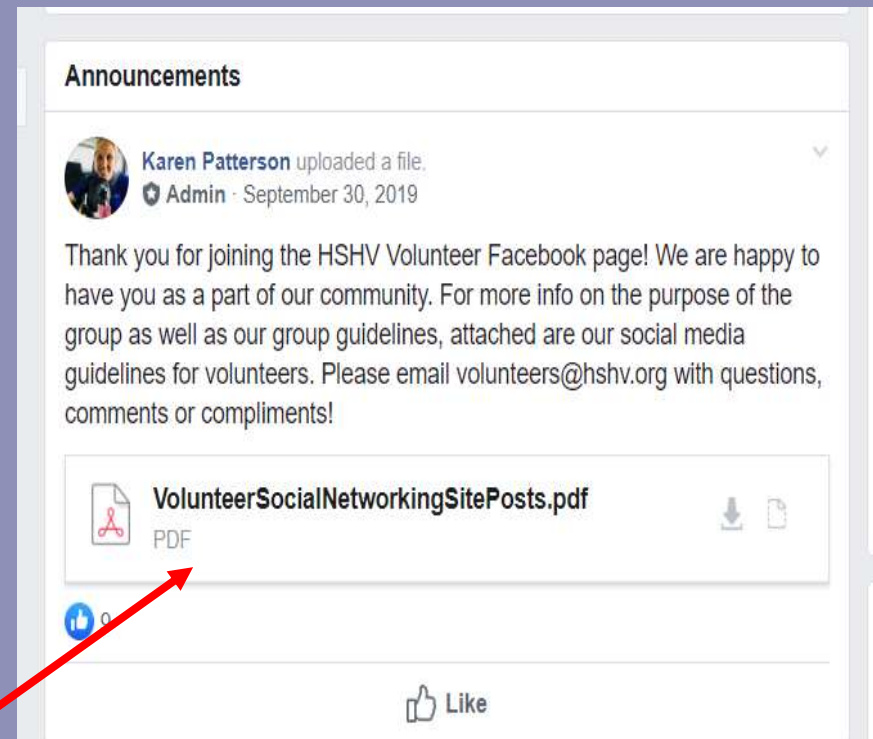 Announcements
Karen Patterson uploaded a file.
Admin · September 30, 2019
Thank you for joining the HSHV Volunteer Facebook page! We are happy to
have you as a part of our community. For more info on the purpose of the
group as well as our group guidelines, attached are our social media
guidelines for volunteers. Please email volunteers@hshv.org with questions,
comments or compliments!
VolunteerSocialNetworkingSitePosts.pdf
PDF
Like